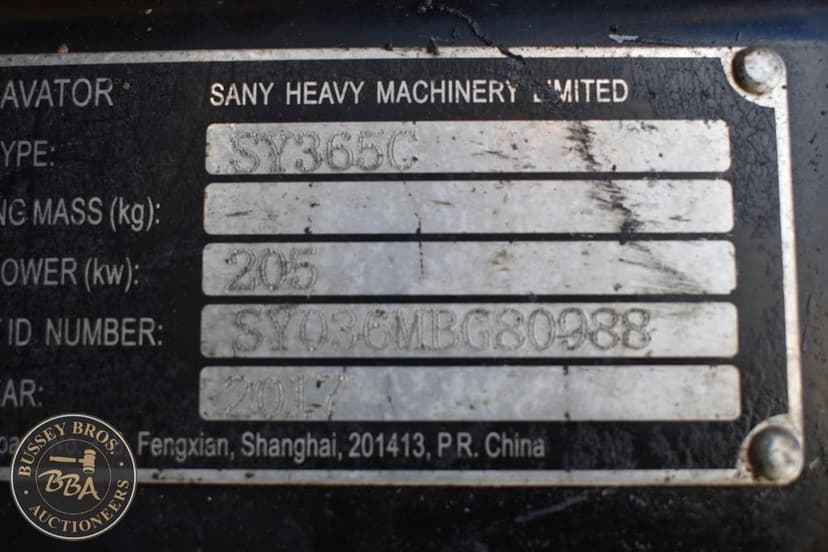 AVATOR SANY HEAVY MACHINERY LIMITED
YPE: SY365C
NG MASS (kg):
OWER (kw): 205
ID NUMBER: SY036MBG80988
AR: 2017
Fengxian, Shanghai, 201413, P.R. China
BUSSEY BROS.
BBA
AUCTIONEERS